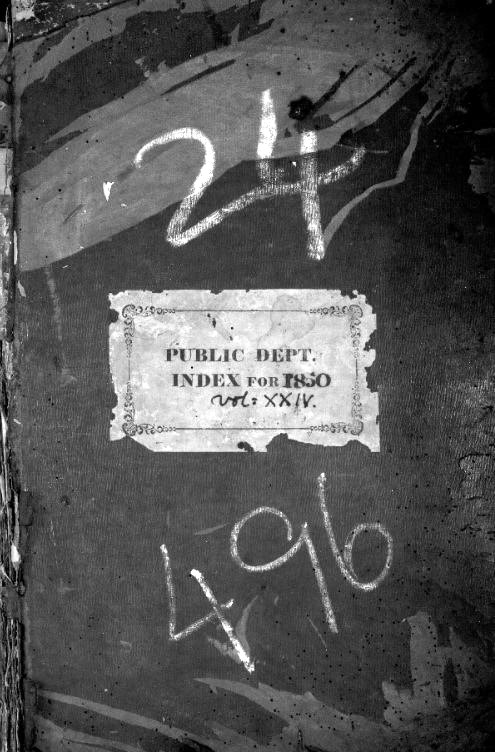 24
PUBLIC DEPT.
INDEX FOR 1850
vol: XXIV.
496